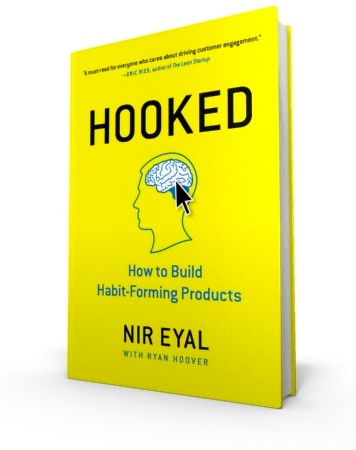 "A must read for everyone who cares about driving customer engagement."
—ERIC RIES, author of The Lean Startup
HOOKED
How to Build
Habit-Forming Products
NIR EYAL
WITH RYAN HOOVER